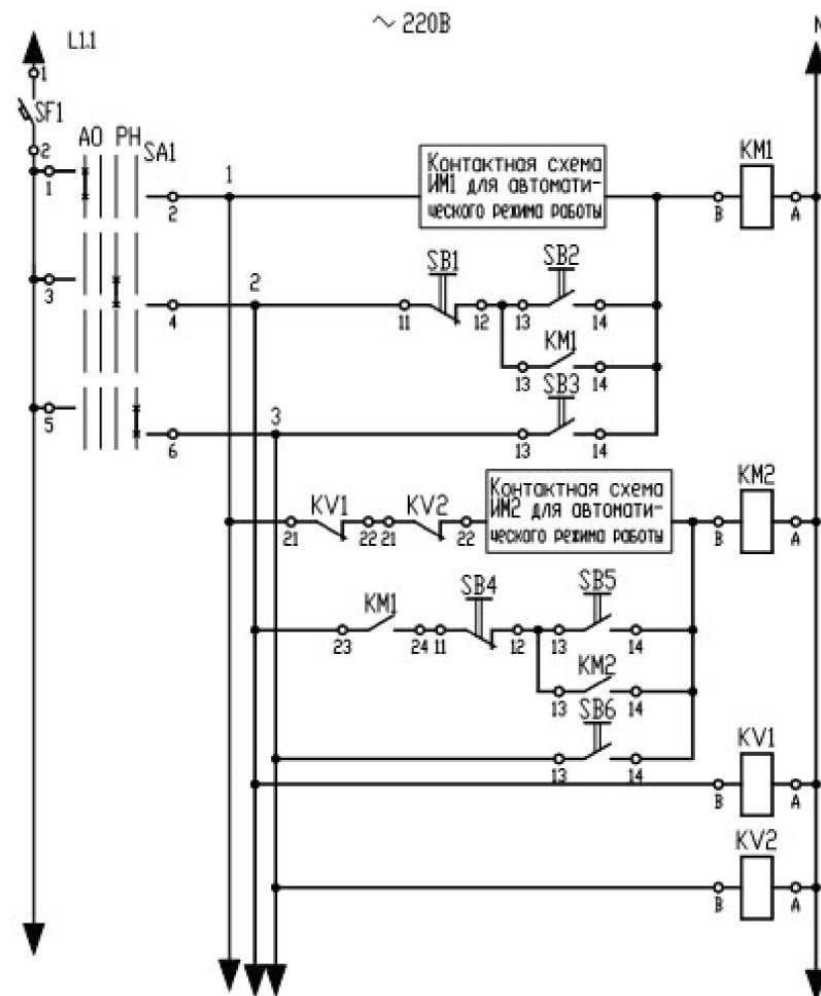 ~ 220В
L1.1
N
1
SF1
2
АО РН
SA1
1
2
1
Контактная схема
ИМ1 для автомати-
ческого режима работы
KM1
В
А
3
4
2
SB1
11
12
SB2
13
14
KM1
13
14
5
6
3
SB3
13
14
KV1
21
22
KV2
21
22
Контактная схема
ИМ2 для автомати-
ческого режима работы
KM2
В
А
KM1
23
24
SB4
11
12
SB5
13
14
KM2
13
14
SB6
13
14
KV1
В
А
KV2
В
А